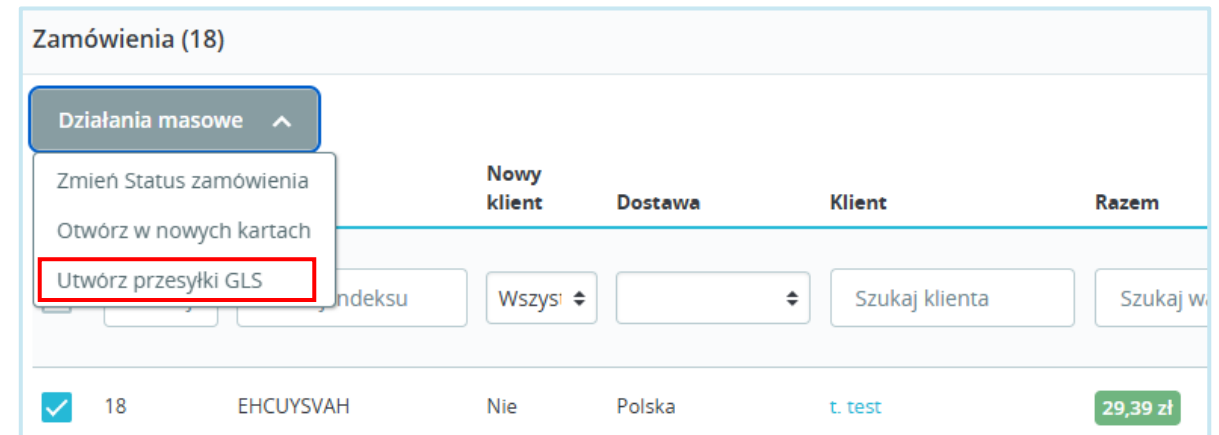 Zamówienia (18)
Działania masowe
Zmień Status zamówienia
Otwórz w nowych kartach
Utwórz przesyłki GLS
Nowy
klient
Dostawa
Klient
Razem
Wszyst
Szukaj klienta
Szukaj
18
EHCUYSVAH
Nie
Polska
t. test
29,39 zł